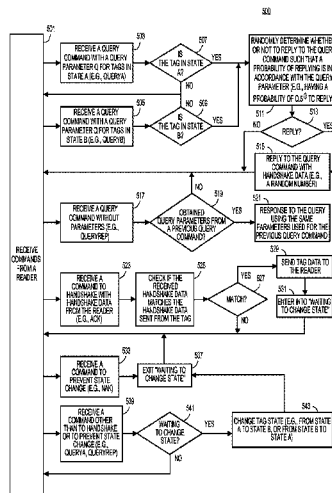 500
501
RECEIVE
COMMANDS
FROM A
READER
503
RECEIVE A QUERY
COMMAND WITH A
PARAMETER Q FOR TAGS IN
STATE A (E.G., QUERYA)
507
IS
THE TAG IN STATE
A?
YES
NO
505
RECEIVE A QUERY
COMMAND WITH A
PARAMETER Q FOR TAGS IN
STATE B (E.G., QUERYB)
509
IS
THE TAG IN STATE
B?
YES
NO
RANDOMLY DETERMINE WHETHER
OR NOT TO REPLY TO THE QUERY
COMMAND SUCH THAT A
PROBABILITY OF REPLYING IS IN
ACCORDANCE WITH THE QUERY
PARAMETER (E.G., HAVING A
PROBABILITY OF 0.5^Q TO REPLY)
511
513
REPLY?
NO
YES
515
REPLY TO THE QUERY
COMMAND WITH
HANDSHAKE DATA (E.G.,
A RANDOM NUMBER)
517
RECEIVE A QUERY
COMMAND WITHOUT
PARAMETERS (E.G.,
QUERYREP)
NO
519
OBTAINED
QUERY PARAMETERS FROM
A PREVIOUS QUERY
COMMAND?
YES
521
RESPONSE TO THE QUERY
USING THE SAME
PARAMETERS USED FOR THE
PREVIOUS QUERY COMMAND
523
RECEIVE A
COMMAND TO
HANDSHAKE WITH
HANDSHAKE DATA
FROM THE READER
(E.G., ACK)
525
CHECK IF THE
RECEIVED
HANDSHAKE DATA
MATCHES THE
HANDSHAKE DATA
SENT FROM THE TAG
527
MATCH?
YES
NO
529
SEND TAG DATA TO
THE READER
531
ENTER INTO "WAITING
TO CHANGE STATE"
533
RECEIVE A
COMMAND TO
PREVENT STATE
CHANGE (E.G., NAK)
537
EXIT "WAITING TO
CHANGE STATE"
539
RECEIVE A
COMMAND OTHER
THAN TO HANDSHAKE
OR TO PREVENT STATE
CHANGE (E.G.,
QUERYA, QUERYREP)
541
WAITING
TO CHANGE
STATE?
YES
NO
543
CHANGE TAG STATE (E.G., FROM STATE
A TO STATE B, OR FROM STATE B TO
STATE A)